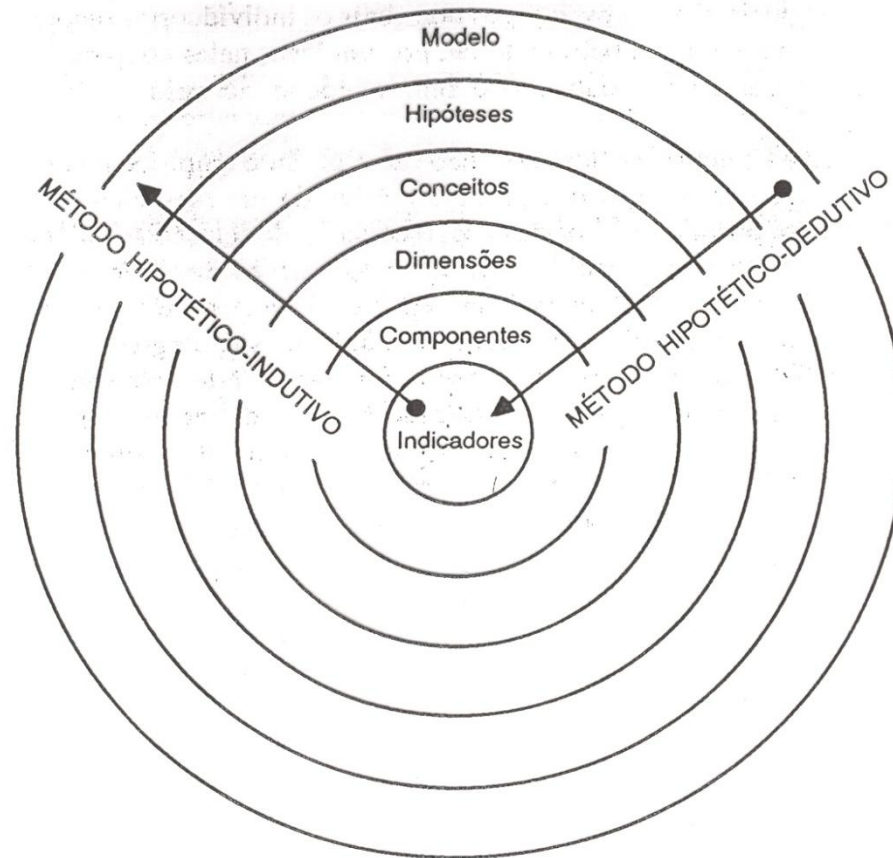 Modelo
Hipóteses
Conceitos
Dimensões
Componentes
Indicadores
MÉTODO HIPOTÉTICO-INDUTIVO
MÉTODO HIPOTÉTICO-DEDUTIVO